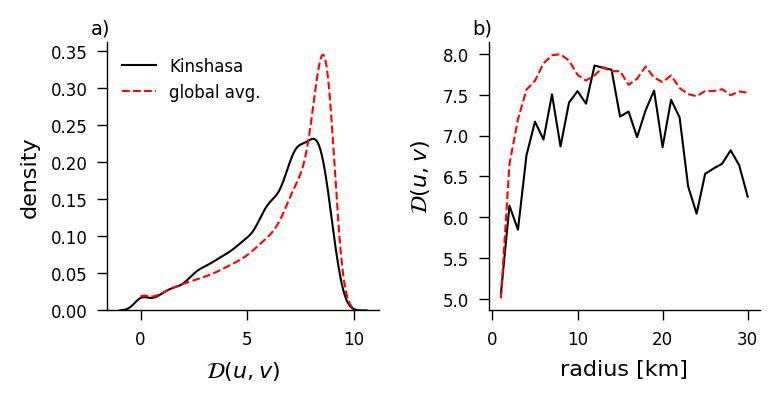 a)
0.35
0.30
0.25
0.20
0.15
0.10
0.05
0.00
density
Kinshasa
global avg.
0 5 10
𝒟(u, v)
b)
8.0
7.5
7.0
6.5
6.0
5.5
5.0
𝒟(u, v)
0 10 20 30
radius [km]